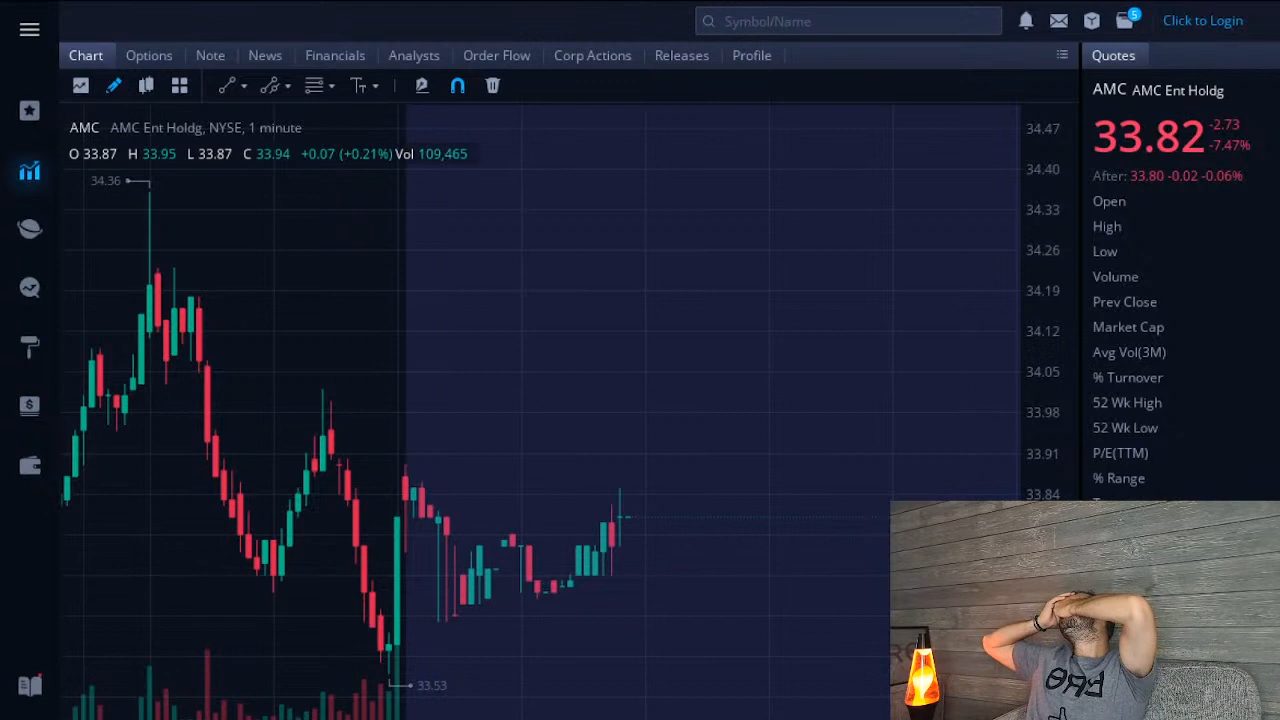 Symbol/Name
5
Click to Login
Chart Options Note News Financials Analysts Order Flow Corp Actions Releases Profile
Quotes
AMC AMC Ent Holdg
33.82 -2.73
-7.47%
After: 33.80 -0.02 -0.06%
Open
High
Low
Volume
Prev Close
Market Cap
Avg Vol(3M)
% Turnover
52 Wk High
52 Wk Low
P/E(TTM)
% Range
AMC AMC Ent Holdg, NYSE, 1 minute
O 33.87 H 33.95 L 33.87 C 33.94 +0.07 (+0.21%) Vol 109,465
34.36
33.53
34.47
34.40
34.33
34.26
34.19
34.12
34.05
33.98
33.91
33.84